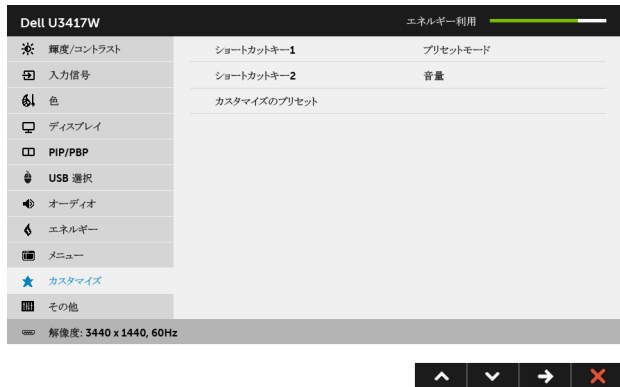 Dell U3417W
エネルギー利用
輝度/コントラスト
ショートカットキー1
プリセットモード
入力信号
ショートカットキー2
音量
色
カスタマイズのプリセット
ディスプレイ
PIP/PBP
USB 選択
オーディオ
エネルギー
メニュー
カスタマイズ
その他
解像度: 3440 x 1440, 60Hz